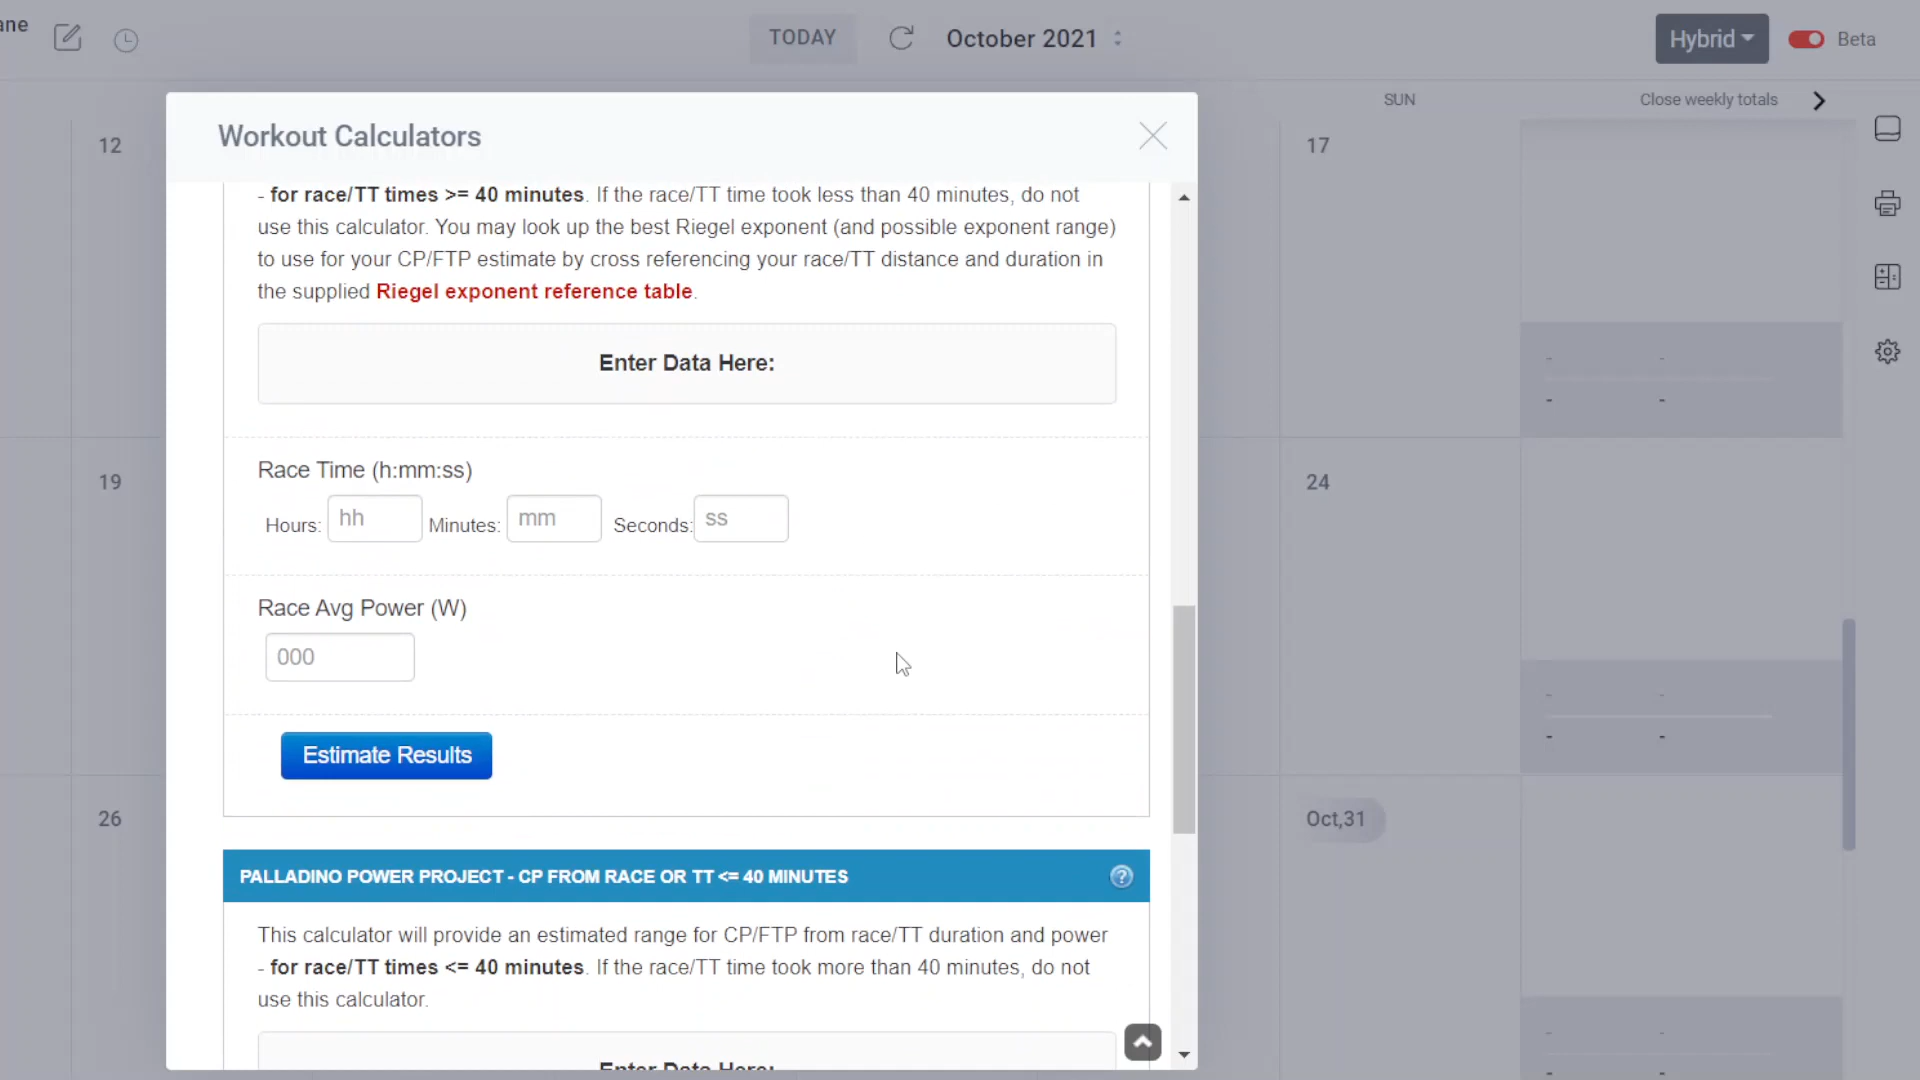 ane
TODAY
October 2021
Hybrid
Beta
SUN
Close weekly totals
12
17
Workout Calculators
- for race/TT times >= 40 minutes. If the race/TT time took less than 40 minutes, do not
use this calculator. You may look up the best Riegel exponent (and possible exponent range)
to use for your CP/FTP estimate by cross referencing your race/TT distance and duration in
the supplied Riegel exponent reference table.
Enter Data Here:
- -
- -
19
24
Race Time (h:mm:ss)
Hours: hh Minutes: mm Seconds: ss
Race Avg Power (W)
000
- -
- -
Estimate Results
26
Oct,31
PALLADINO POWER PROJECT - CP FROM RACE OR TT <= 40 MINUTES
This calculator will provide an estimated range for CP/FTP from race/TT duration and power
- for race/TT times <= 40 minutes. If the race/TT time took more than 40 minutes, do not
use this calculator.
Enter Data Here:
- -
- -